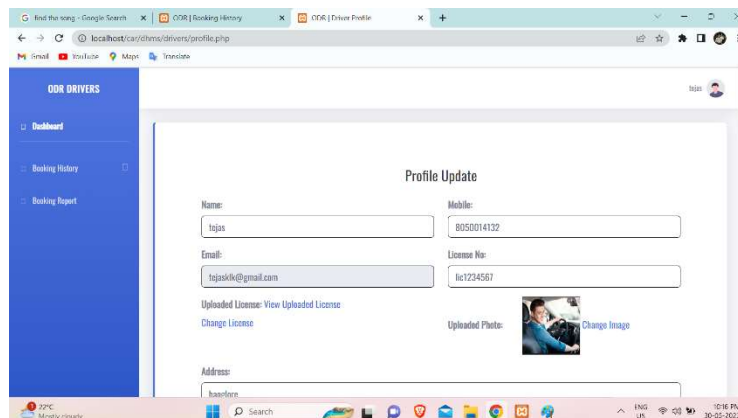 find the song - Google Search
ODR | Booking History
ODR | Driver Profile
localhost/car/dhms/drivers/profile.php
Gmail YouTube Maps Translate
ODR DRIVERS
tejas
Dashboard
Booking History
Booking Report
Profile Update
Name: Mobile:
tejas 8050014132
Email: License No:
tejasklk@gmail.com lic1234567
Uploaded License: View Uploaded License
Change License Uploaded Photo: Change Image
Address:
22°C
Mostly cloudy
Search
ENG
US
10:16 PM